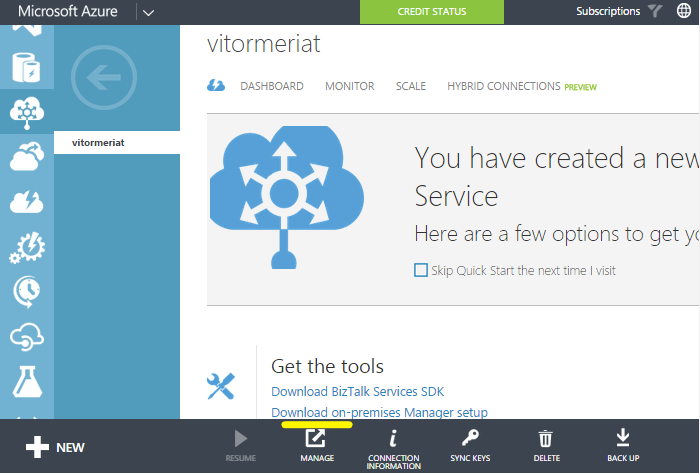 Microsoft Azure
CREDIT STATUS
Subscriptions
vitormeriat
DASHBOARD
MONITOR
SCALE
HYBRID CONNECTIONS PREVIEW
vitormeriat
You have created a new
Service
Here are a few options to get yo
Skip Quick Start the next time I visit
Get the tools
Download BizTalk Services SDK
Download on-premises Manager setup
NEW
RESUME
MANAGE
CONNECTION
INFORMATION
SYNC KEYS
DELETE
BACK UP